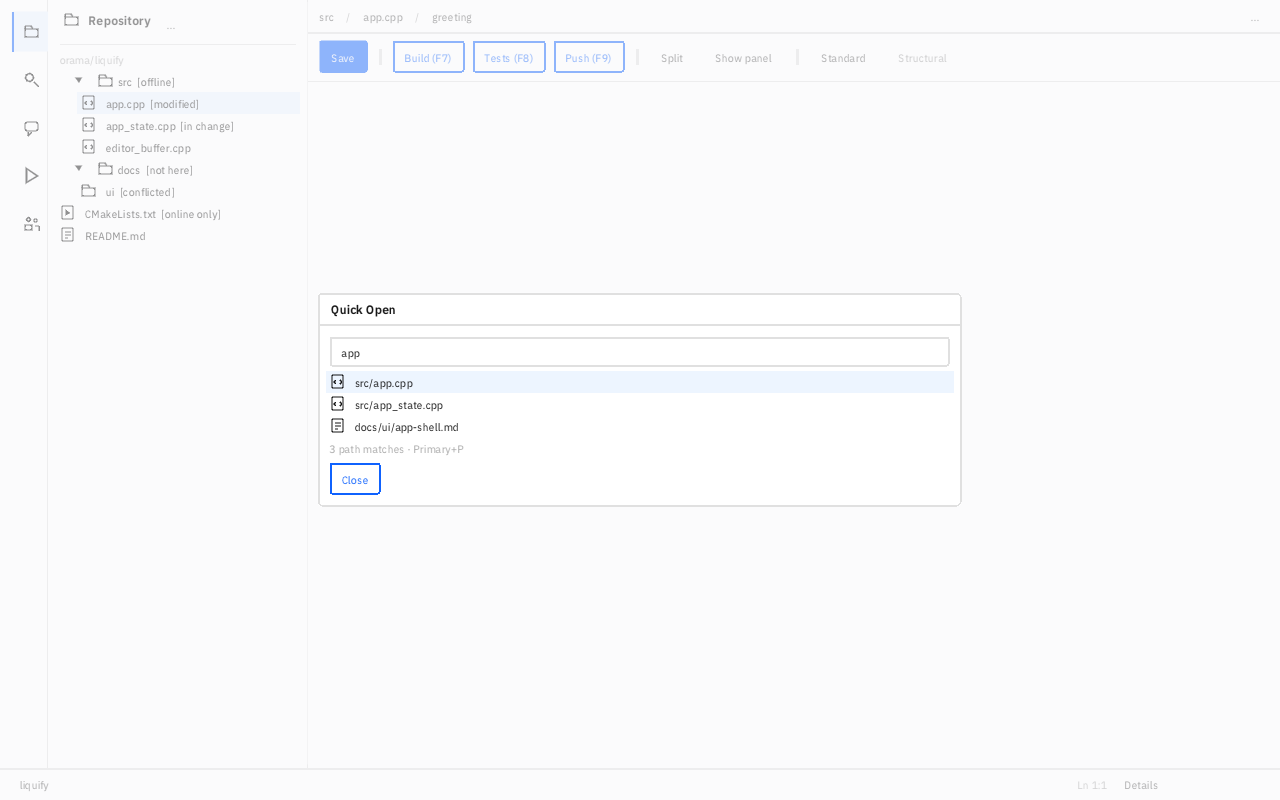 Repository ...
orama/liquify
src [offline]
app.cpp [modified]
app_state.cpp [in change]
editor_buffer.cpp
docs [not here]
ui [conflicted]
CMakeLists.txt [online only]
README.md
src / app.cpp / greeting ...
Save Build (F7) Tests (F8) Push (F9) Split Show panel Standard Structural
Quick Open
app
src/app.cpp
src/app_state.cpp
docs/ui/app-shell.md
3 path matches · Primary+P
Close
liquify Ln 1:1 Details